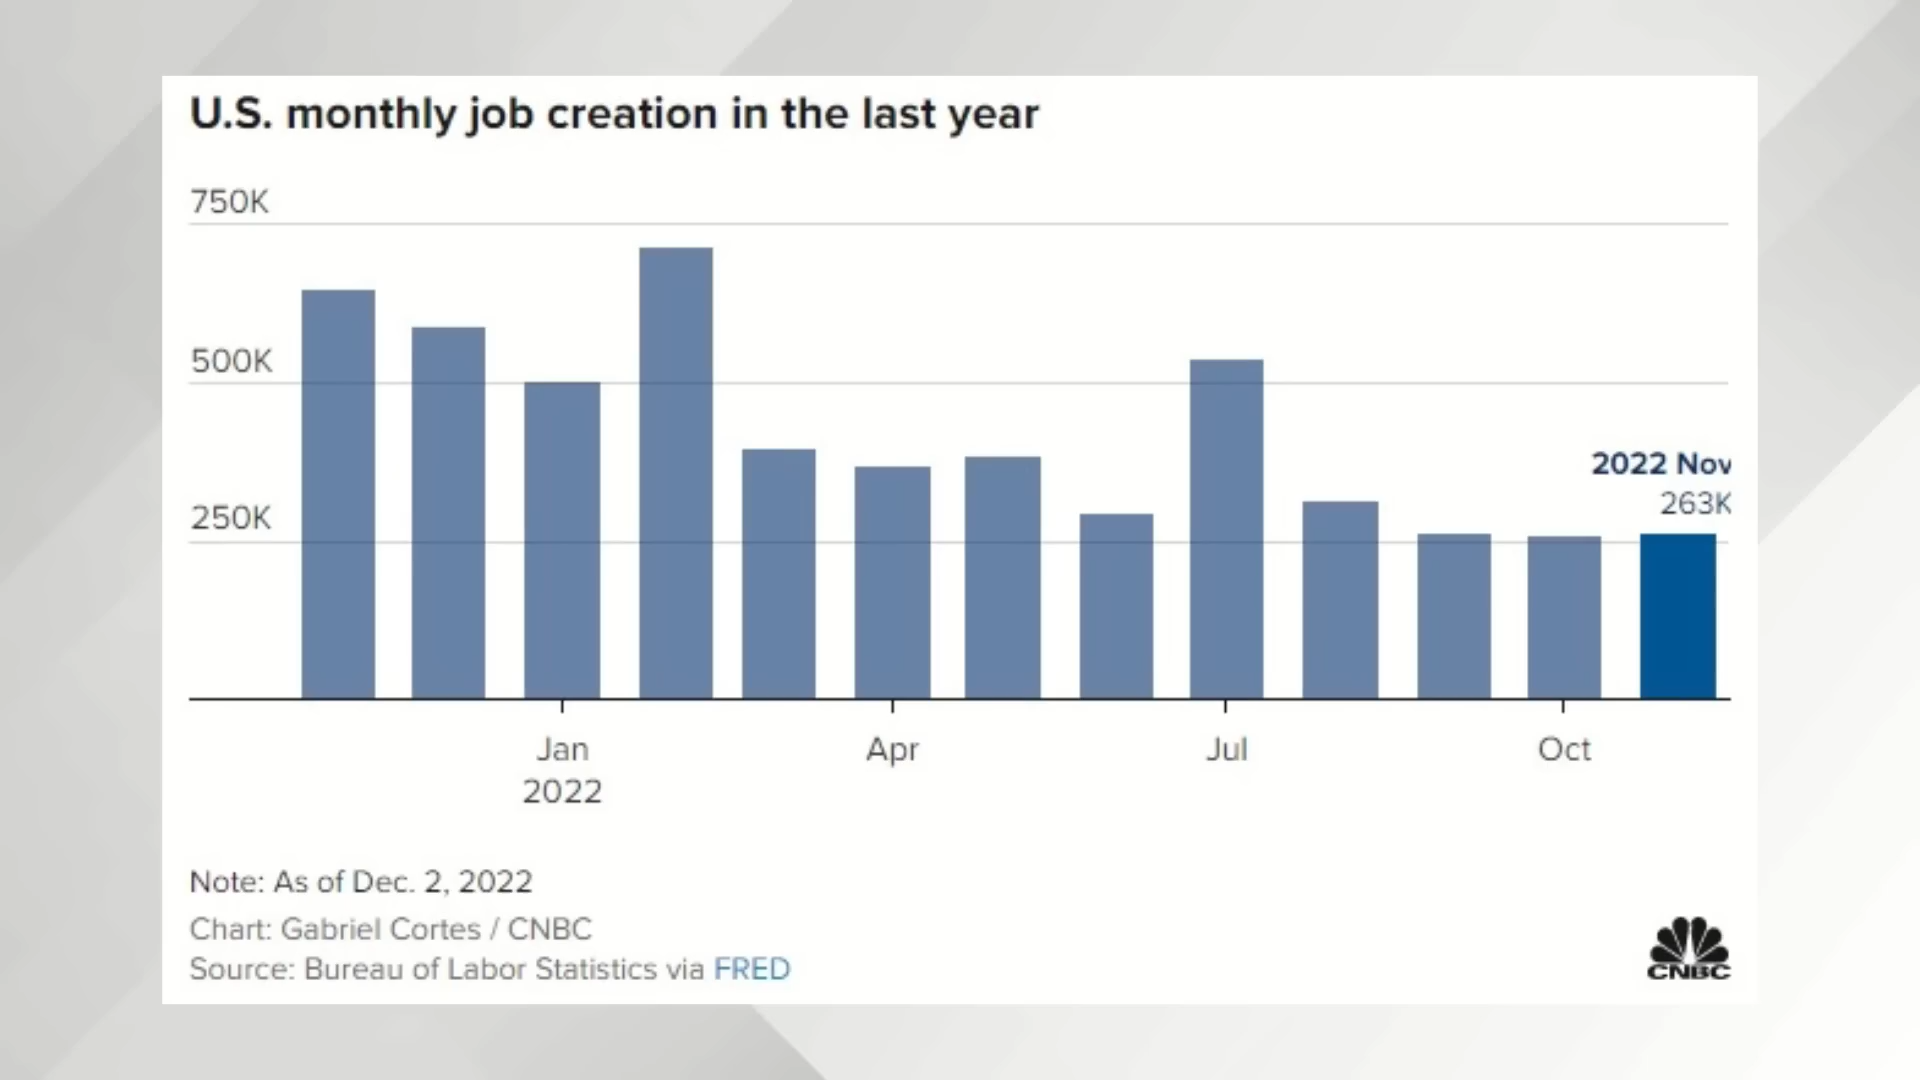 U.S. monthly job creation in the last year
750K
500K
250K
2022 Nov
263K
Jan
2022
Apr
Jul
Oct
Note: As of Dec. 2, 2022
Chart: Gabriel Cortes / CNBC
Source: Bureau of Labor Statistics via FRED
CNBC